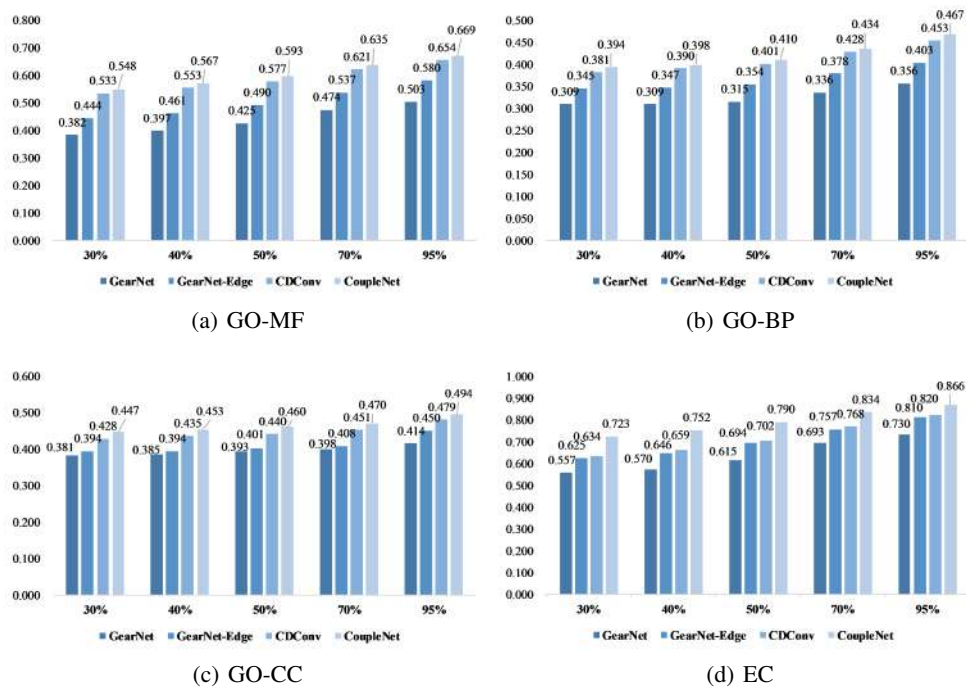 0.800
0.700
0.600
0.500
0.400
0.300
0.200
0.100
0.000
0.382 0.444 0.533 0.548
0.397 0.461 0.553 0.567
0.425 0.490 0.577 0.593
0.474 0.537 0.621 0.635
0.503 0.580 0.654 0.669
30% 40% 50% 70% 95%
GearNet GearNet-Edge CDConv CoupleNet
(a) GO-MF
0.500
0.450
0.400
0.350
0.300
0.250
0.200
0.150
0.100
0.050
0.000
0.309 0.345 0.381 0.394
0.309 0.347 0.390 0.398
0.315 0.354 0.401 0.410
0.336 0.378 0.428 0.434
0.356 0.403 0.453 0.467
30% 40% 50% 70% 95%
GearNet GearNet-Edge CDConv CoupleNet
(b) GO-BP
0.600
0.500
0.400
0.300
0.200
0.100
0.000
0.381 0.394 0.428 0.447
0.385 0.394 0.435 0.453
0.393 0.401 0.440 0.460
0.398 0.408 0.451 0.470
0.414 0.450 0.479 0.494
30% 40% 50% 70% 95%
GearNet GearNet-Edge CDConv CoupleNet
(c) GO-CC
1.000
0.900
0.800
0.700
0.600
0.500
0.400
0.300
0.200
0.100
0.000
0.557 0.625 0.634 0.723
0.570 0.646 0.659 0.752
0.615 0.694 0.702 0.790
0.693 0.757 0.768 0.834
0.730 0.810 0.820 0.866
30% 40% 50% 70% 95%
GearNet GearNet-Edge CDConv CoupleNet
(d) EC